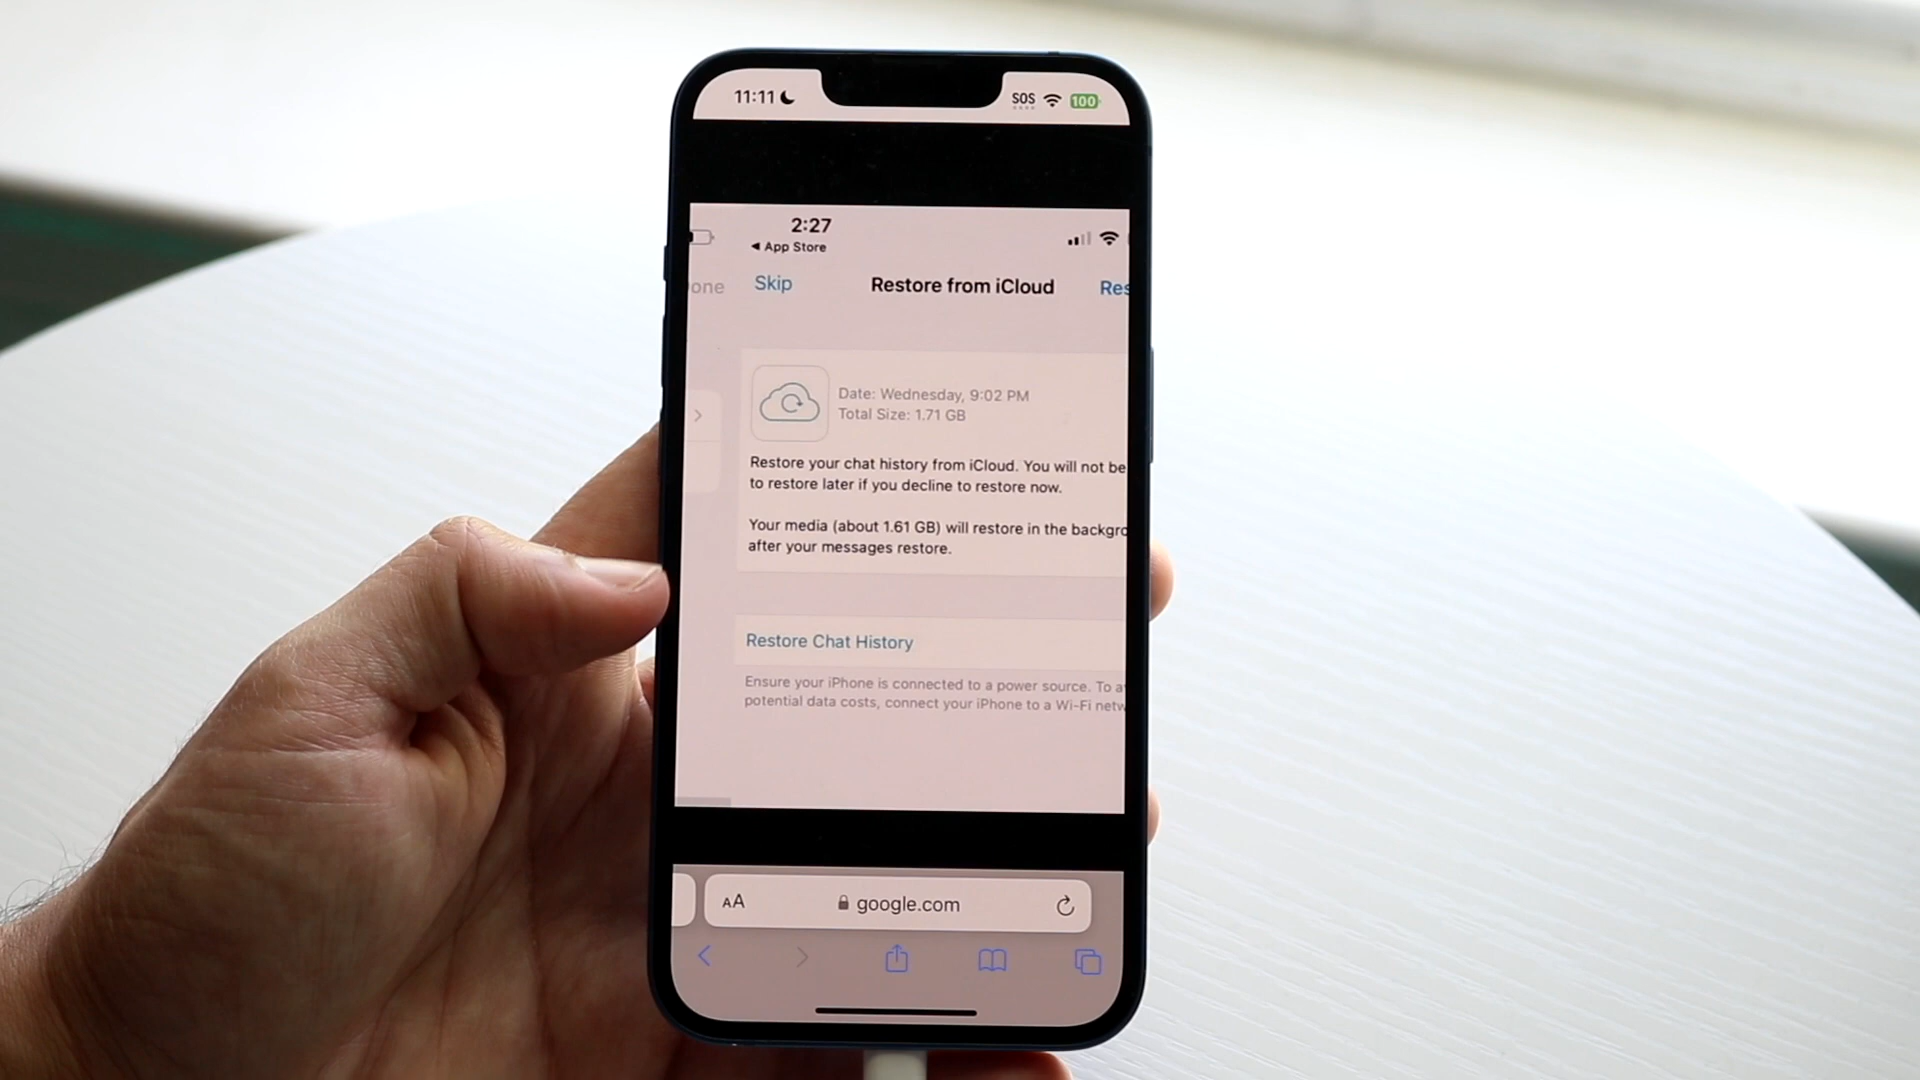 11:11 SOS 100
2:27
App Store
one Skip Restore from iCloud Res
Date: Wednesday, 9:02 PM
Total Size: 1.71 GB
Restore your chat history from iCloud. You will not be
to restore later if you decline to restore now.
Your media (about 1.61 GB) will restore in the backgro
after your messages restore.
Restore Chat History
Ensure your iPhone is connected to a power source. To a
potential data costs, connect your iPhone to a Wi-Fi netw
AA google.com